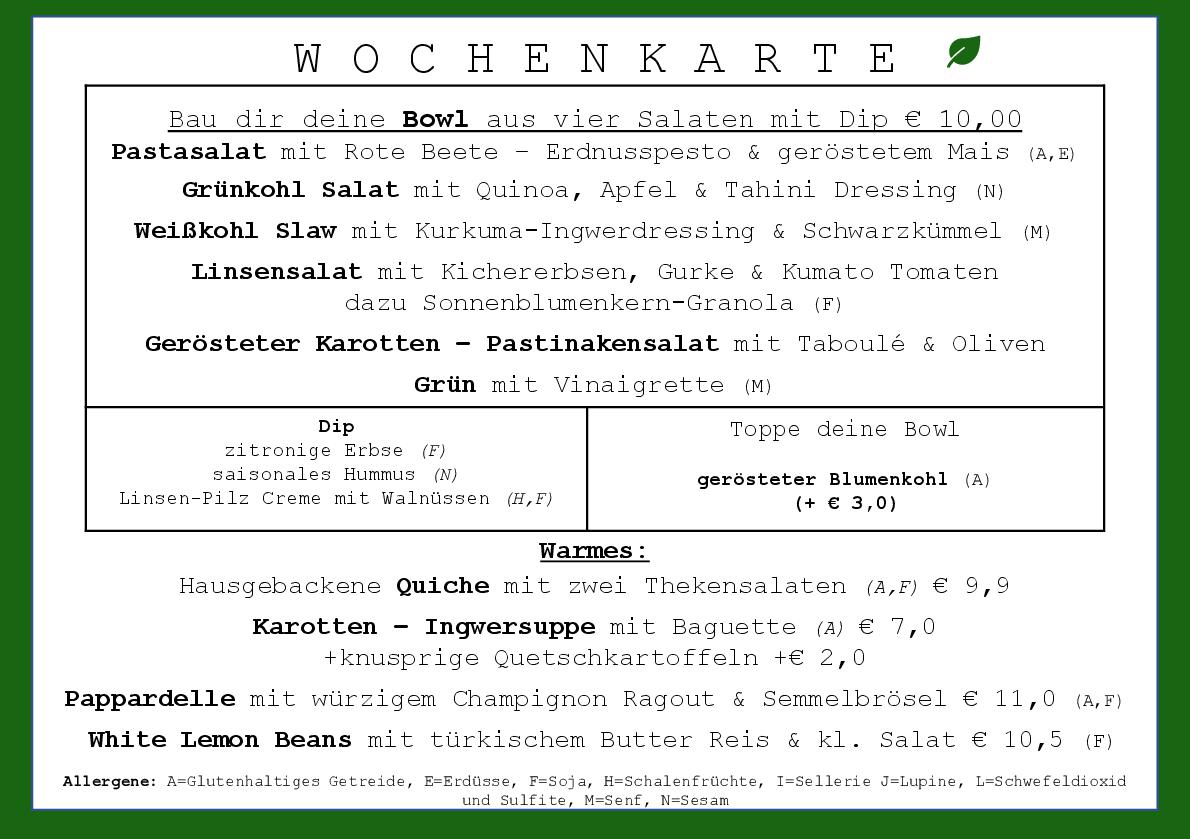 WOCHENKARTE
Bau dir deine Bowl aus vier Salaten mit Dip € 10,00
Pastasalat mit Rote Beete – Erdnusspesto & geröstetem Mais (A,E)
Grünkohl Salat mit Quinoa, Apfel & Tahini Dressing (N)
Weißkohl Slaw mit Kurkuma-Ingwerdressing & Schwarzkümmel (M)
Linsensalat mit Kichererbsen, Gurke & Kumato Tomaten
dazu Sonnenblumenkern-Granola (F)
Gerösteter Karotten – Pastinakensalat mit Taboulé & Oliven
Grün mit Vinaigrette (M)
Dip
zitronige Erbse (F)
saisonales Hummus (N)
Linsen-Pilz Creme mit Walnüssen (H,F)
Toppe deine Bowl
gerösteter Blumenkohl (A)
(+ € 3,0)
Warmes:
Hausgebackene Quiche mit zwei Thekensalaten (A,F) € 9,9
Karotten – Ingwersuppe mit Baguette (A) € 7,0
+knusprige Quetschkartoffeln +€ 2,0
Pappardelle mit würzigem Champignon Ragout & Semmelbrösel € 11,0 (A,F)
White Lemon Beans mit türkischem Butter Reis & kl. Salat € 10,5 (F)
Allergene: A=Glutenhaltiges Getreide, E=Erdüsse, F=Soja, H=Schalenfrüchte, I=Sellerie J=Lupine, L=Schwefeldioxid
und Sulfite, M=Senf, N=Sesam